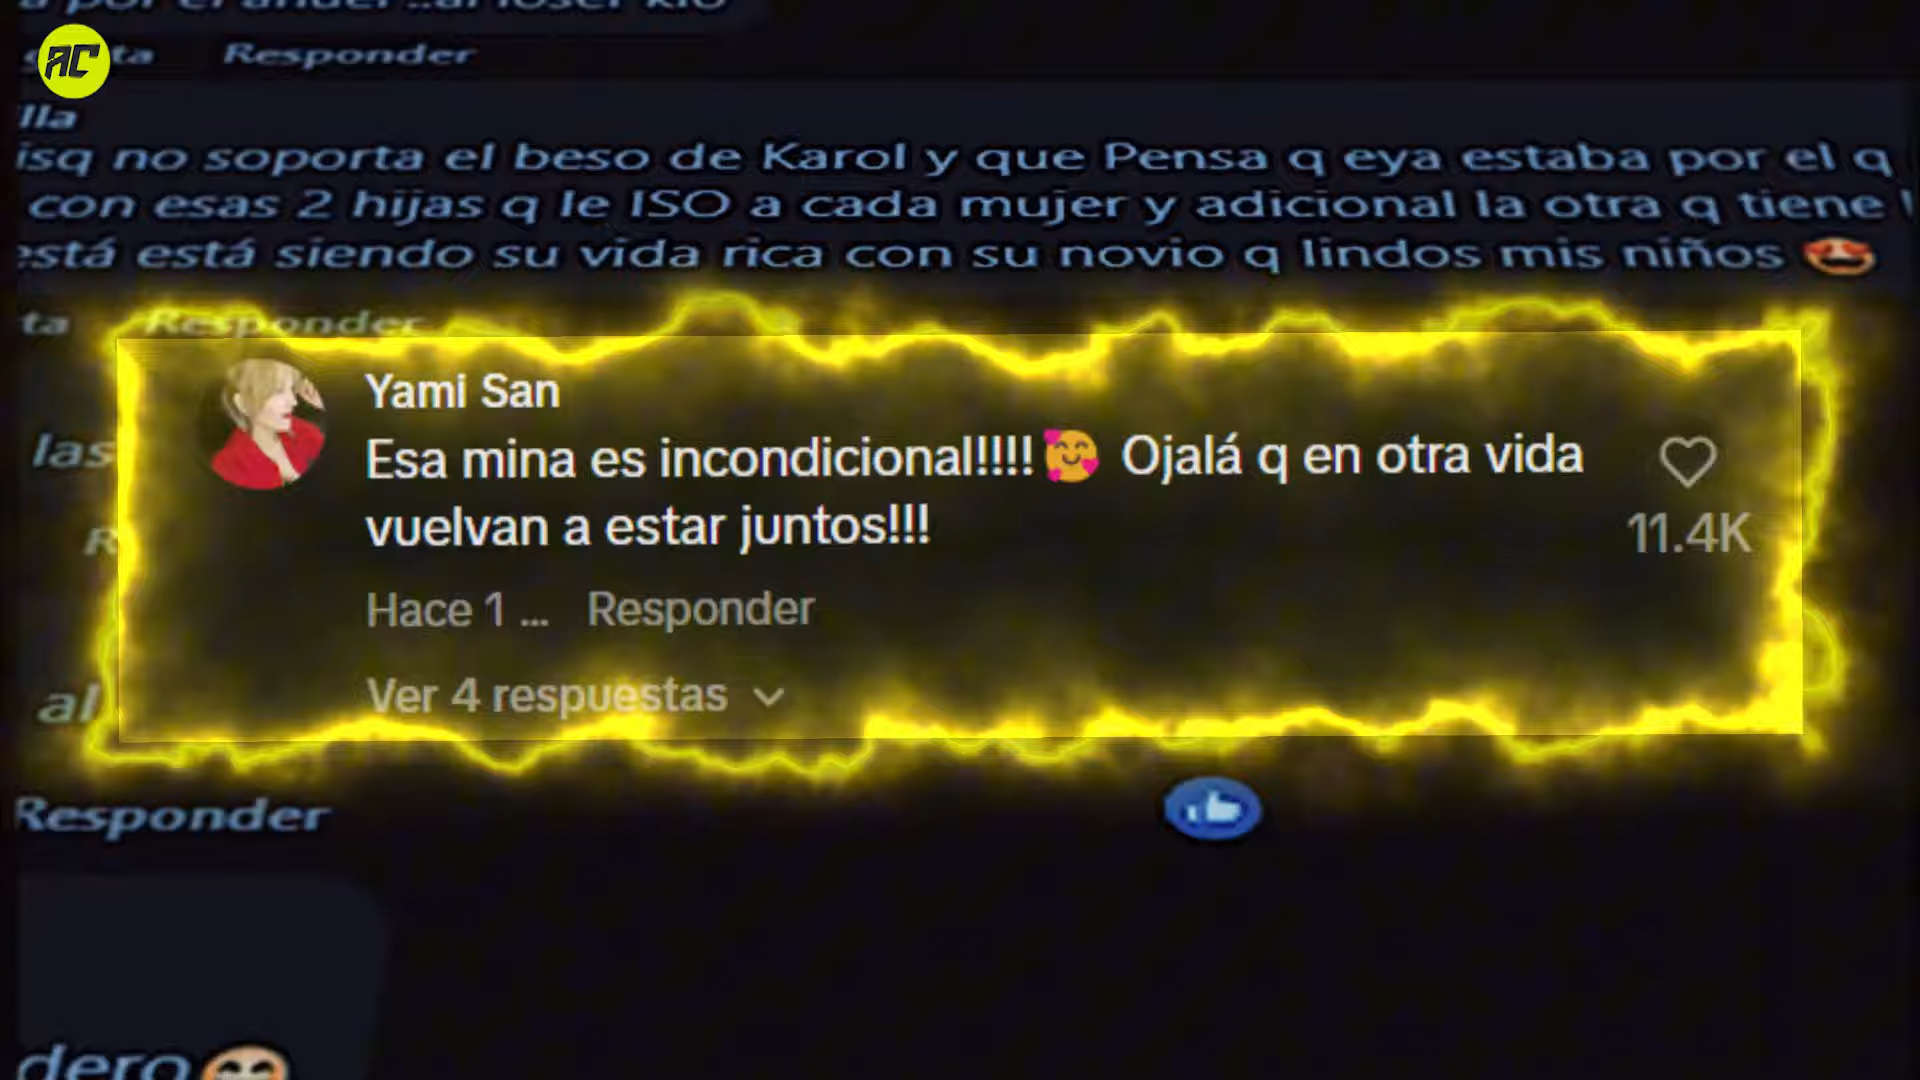 AC
ta Responder
lla
no soporta el beso de Karol y que Pensa q eya estaba por el q
con esas 2 hijas q le ISO a cada mujer y adicional la otra q tiene
está está siendo su vida rica con su novio q lindos mis niños 🤩
ta Responder
Yami San
las
Esa mina es incondicional!!!!🥰 Ojalá q en otra vida
vuelvan a estar juntos!!!
11.4K
R
Hace 1 ... Responder
Ver 4 respuestas
al
Responder
dero